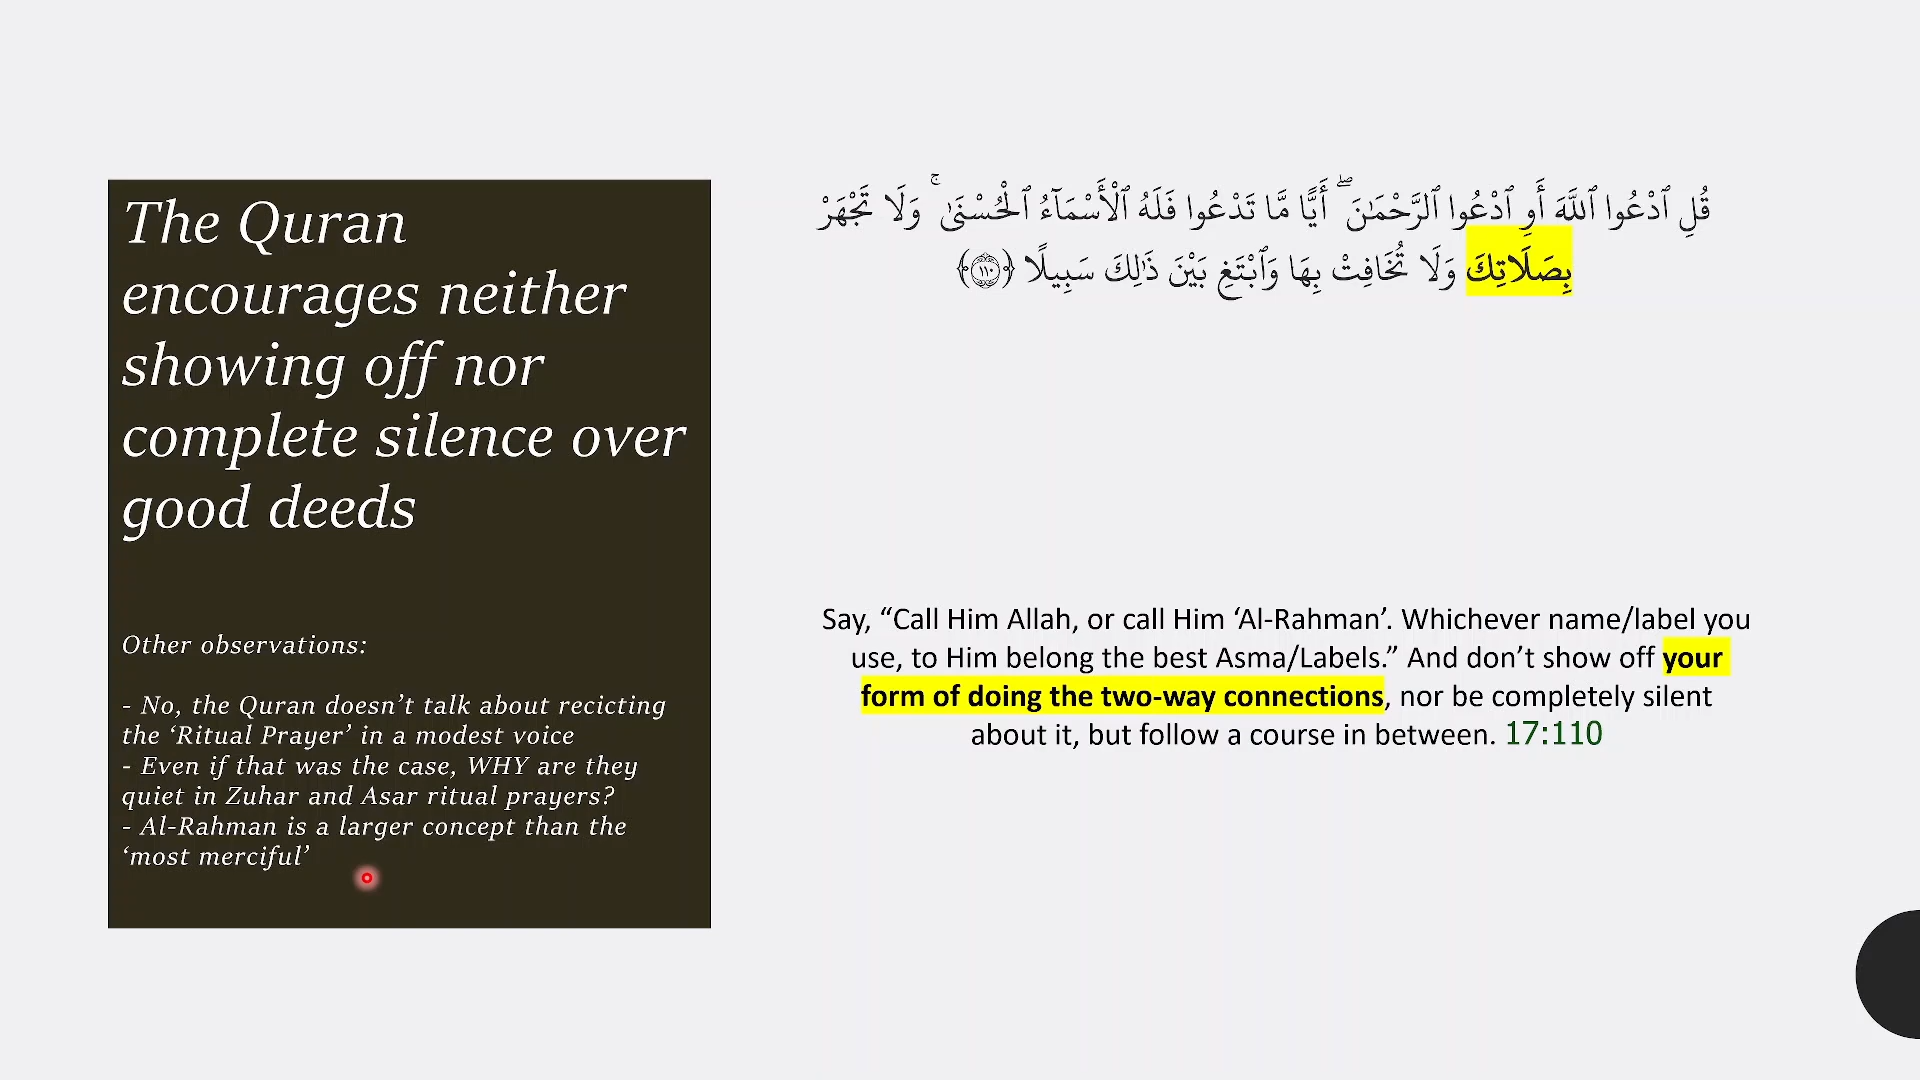 The Quran
encourages neither
showing off nor
complete silence over
good deeds
Other observations:
- No, the Quran doesn’t talk about recicting
the ‘Ritual Prayer’ in a modest voice
- Even if that was the case, WHY are they
quiet in Zuhar and Asar ritual prayers?
- Al-Rahman is a larger concept than the
‘most merciful’
قُلِ ٱدْعُوا ٱللَّهَ أَوِ ٱدْعُوا ٱلرَّحْمَـٰنَ ۖ أَيًّا مَّا تَدْعُوا فَلَهُ ٱلْأَسْمَآءُ ٱلْحُسْنَىٰ ۚ وَلَا تَجْهَرْ
بِصَلَاتِكَ وَلَا تُخَافِتْ بِهَا وَٱبْتَغِ بَيْنَ ذَٰلِكَ سَبِيلًا ﴿١١٠﴾
Say, “Call Him Allah, or call Him ‘Al-Rahman’. Whichever name/label you
use, to Him belong the best Asma/Labels.” And don’t show off your
form of doing the two-way connections, nor be completely silent
about it, but follow a course in between. 17:110